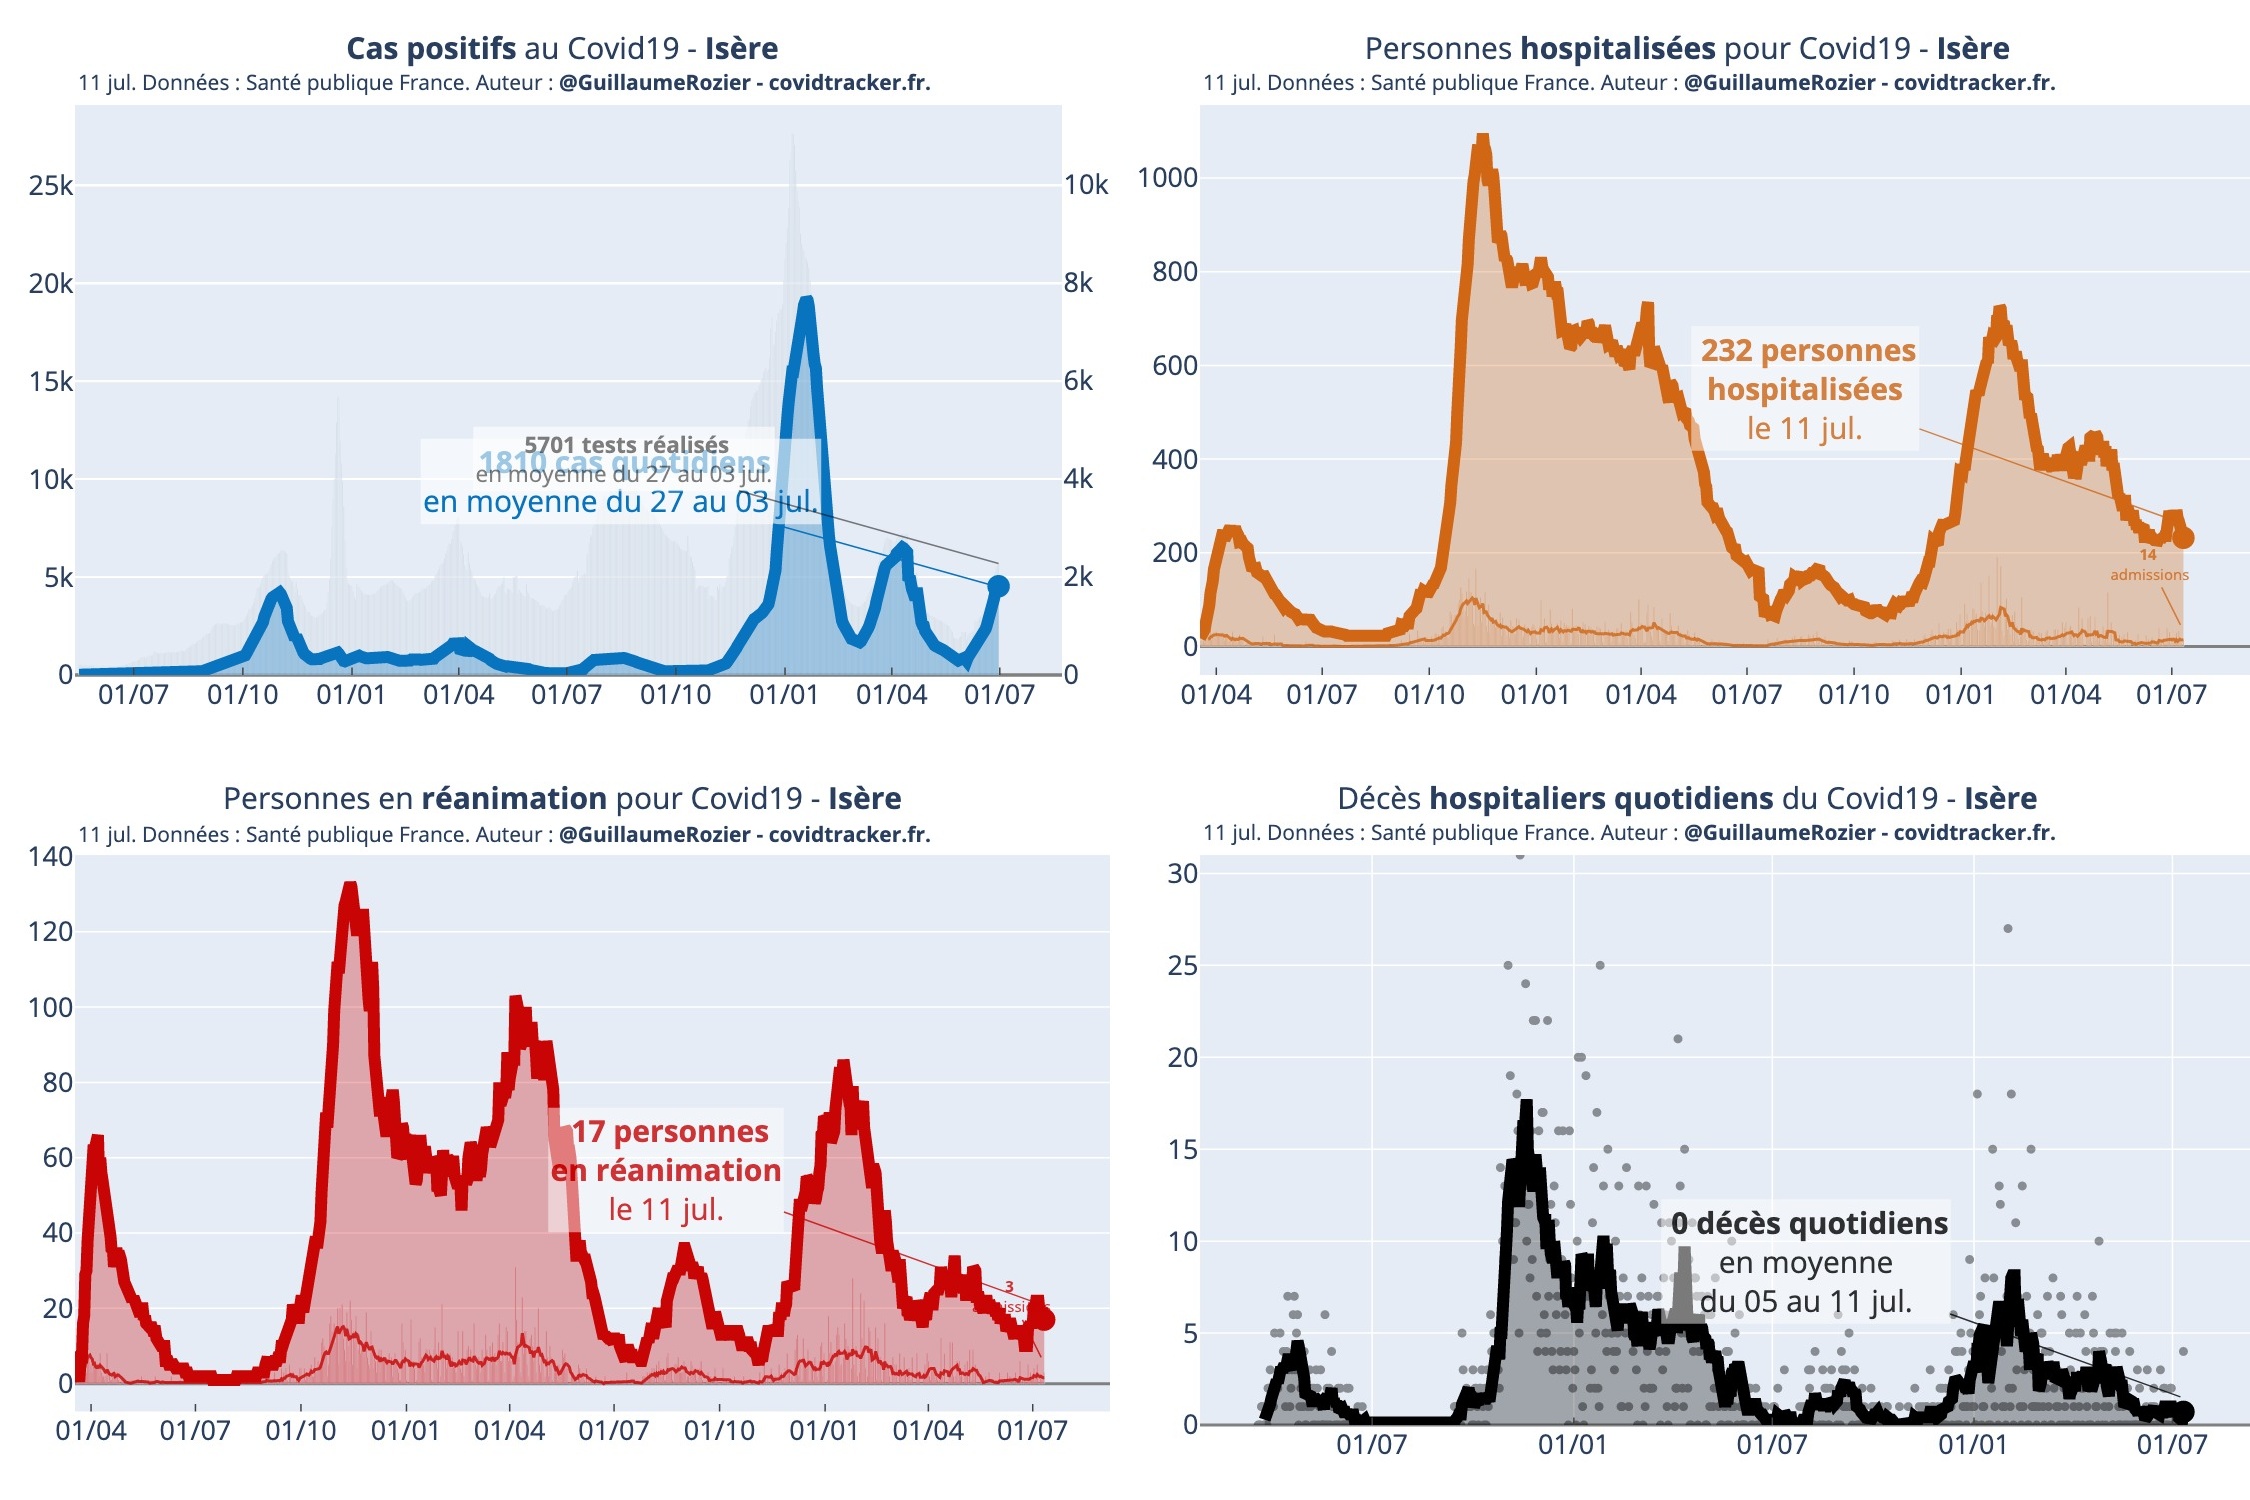 Cas positifs au Covid19 - Isère
11 jul. Données : Santé publique France. Auteur : @GuillaumeRozier - covidtracker.fr.
25k
20k
15k
10k
5k
0
10k
8k
6k
4k
2k
0
5701 tests réalisés
en moyenne du 27 au 03 jul.
1810 cas quotidiens
en moyenne du 27 au 03 jul.
01/07 01/10 01/01 01/04 01/07 01/10 01/01 01/04 01/07
Personnes hospitalisées pour Covid19 - Isère
11 jul. Données : Santé publique France. Auteur : @GuillaumeRozier - covidtracker.fr.
1000
800
600
400
200
0
232 personnes
hospitalisées
le 11 jul.
14
admissions
01/04 01/07 01/10 01/01 01/04 01/07 01/10 01/01 01/04 01/07
Personnes en réanimation pour Covid19 - Isère
11 jul. Données : Santé publique France. Auteur : @GuillaumeRozier - covidtracker.fr.
140
120
100
80
60
40
20
0
17 personnes
en réanimation
le 11 jul.
3
admissions
01/04 01/07 01/10 01/01 01/04 01/07 01/10 01/01 01/04 01/07
Décès hospitaliers quotidiens du Covid19 - Isère
11 jul. Données : Santé publique France. Auteur : @GuillaumeRozier - covidtracker.fr.
30
25
20
15
10
5
0
0 décès quotidiens
en moyenne
du 05 au 11 jul.
01/07 01/01 01/07 01/01 01/07